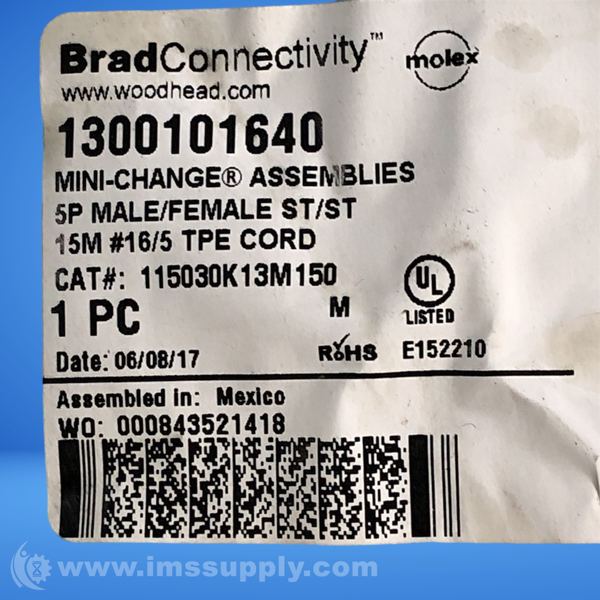 BradConnectivity™ molex
www.woodhead.com
1300101640
MINI-CHANGE® ASSEMBLIES
5P MALE/FEMALE ST/ST
15M #16/5 TPE CORD
CAT#: 115030K13M150
UL
LISTED
1 PC M
Date: 06/08/17 RoHS E152210
Assembled in: Mexico
WO: 000843521418
www.imssupply.com